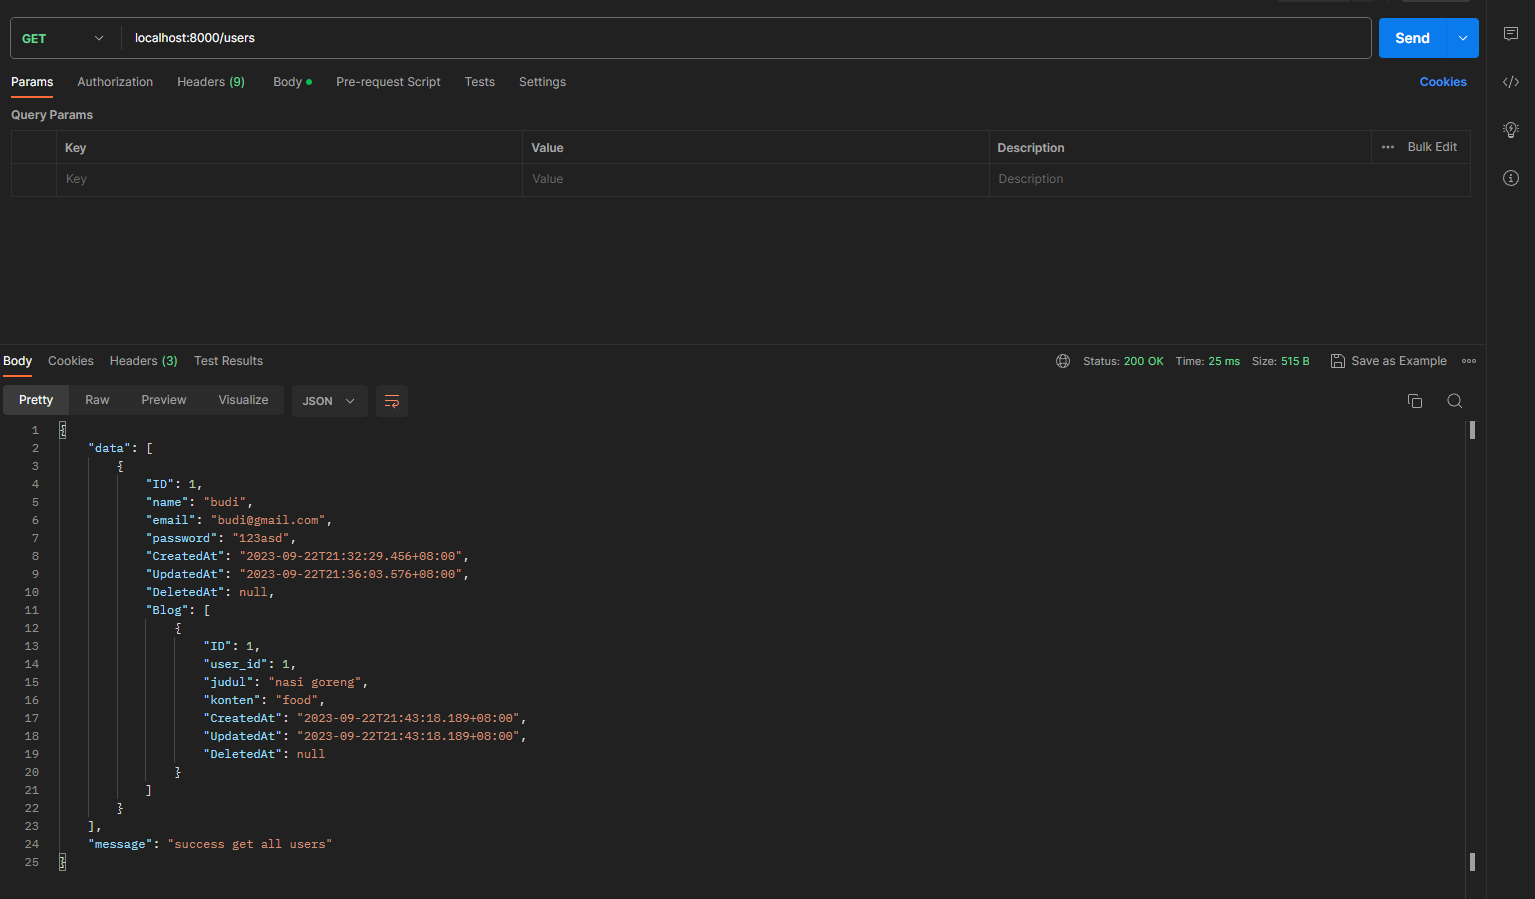 GET localhost:8000/users Send
Params Authorization Headers (9) Body Pre-request Script Tests Settings Cookies
Query Params
Key Value Description ••• Bulk Edit
Key Value Description
Body Cookies Headers (3) Test Results Status: 200 OK Time: 25 ms Size: 515 B Save as Example
Pretty Raw Preview Visualize JSON
1 {
2 "data": [
3 {
4 "ID": 1,
5 "name": "budi",
6 "email": "budi@gmail.com",
7 "password": "123asd",
8 "CreatedAt": "2023-09-22T21:32:29.456+08:00",
9 "UpdatedAt": "2023-09-22T21:36:03.576+08:00",
10 "DeletedAt": null,
11 "Blog": [
12 {
13 "ID": 1,
14 "user_id": 1,
15 "judul": "nasi goreng",
16 "konten": "food",
17 "CreatedAt": "2023-09-22T21:43:18.189+08:00",
18 "UpdatedAt": "2023-09-22T21:43:18.189+08:00",
19 "DeletedAt": null
20 }
21 ]
22 }
23 ],
24 "message": "success get all users"
25 }